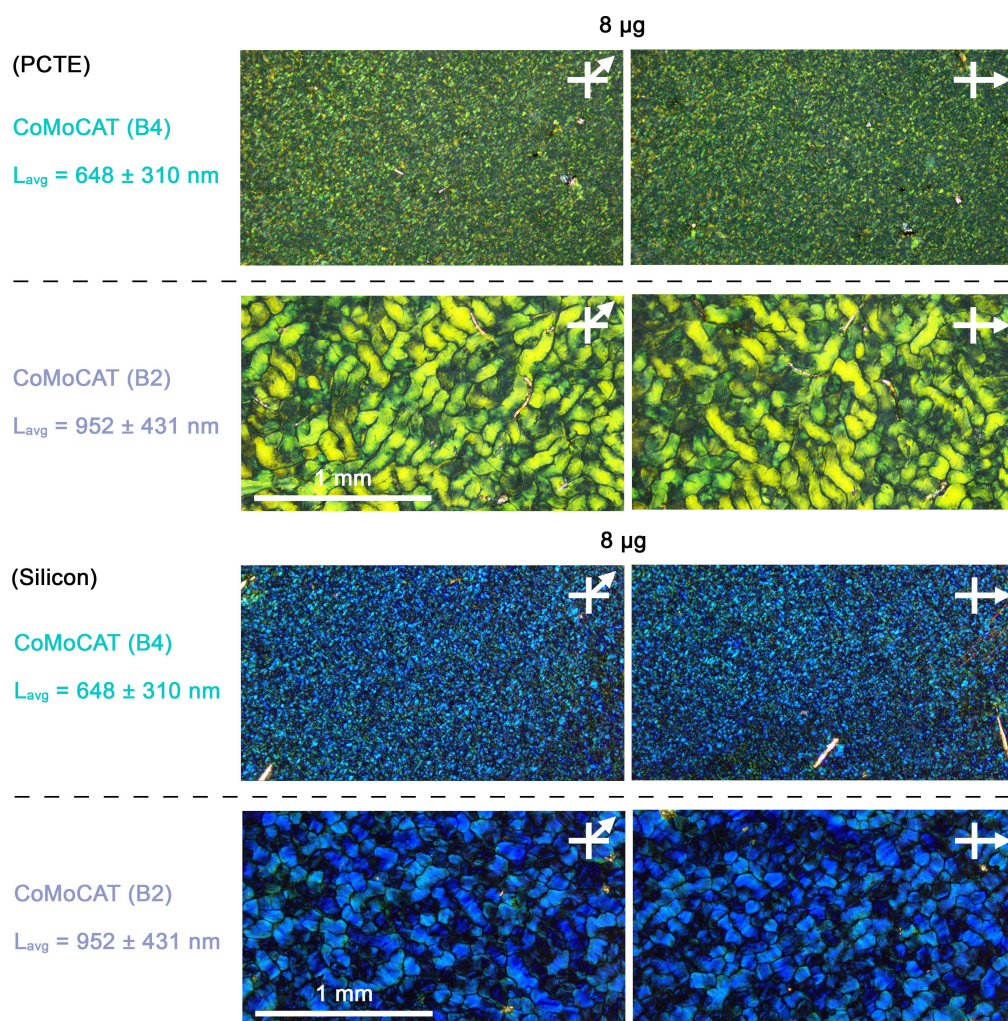 8 µg
(PCTE)
CoMoCAT (B4)
Lavg = 648 ± 310 nm
CoMoCAT (B2)
Lavg = 952 ± 431 nm
1 mm
8 µg
(Silicon)
CoMoCAT (B4)
Lavg = 648 ± 310 nm
CoMoCAT (B2)
Lavg = 952 ± 431 nm
1 mm